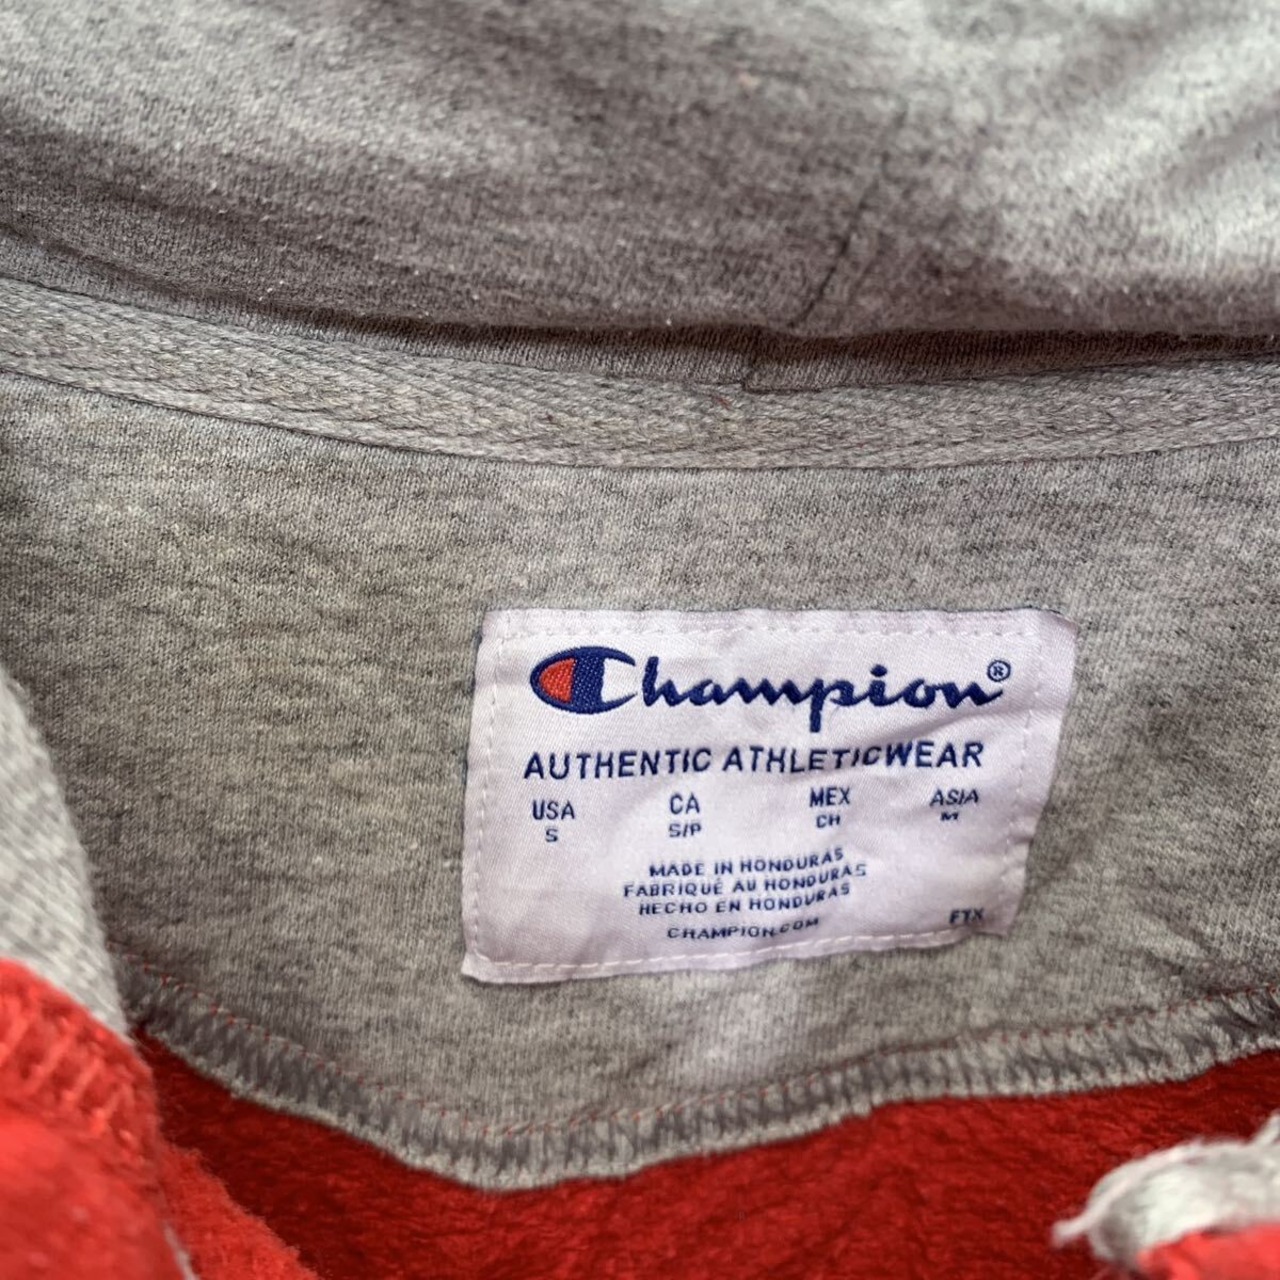 Champion®
AUTHENTIC ATHLETICWEAR
USA CA MEX ASIA
S S/P CH M
MADE IN HONDURAS
FABRIQUÉ AU HONDURAS
HECHO EN HONDURAS
CHAMPION.COM
FTX